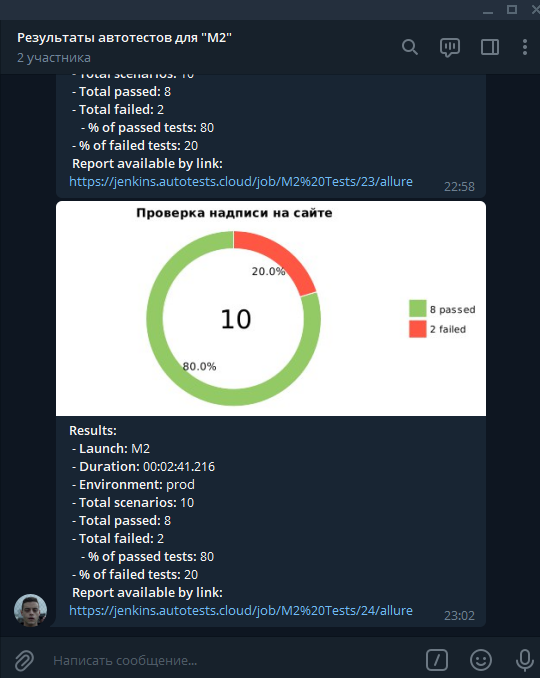 Результаты автотестов для "M2"
2 участника
- Total scenarios: 10
- Total passed: 8
- Total failed: 2
- % of passed tests: 80
- % of failed tests: 20
Report available by link:
https://jenkins.autotests.cloud/job/M2%20Tests/23/allure
22:58
Проверка надписи на сайте
20.0%
10
80.0%
8 passed
2 failed
Results:
- Launch: M2
- Duration: 00:02:41.216
- Environment: prod
- Total scenarios: 10
- Total passed: 8
- Total failed: 2
- % of passed tests: 80
- % of failed tests: 20
Report available by link:
https://jenkins.autotests.cloud/job/M2%20Tests/24/allure
23:02
Написать сообщение...